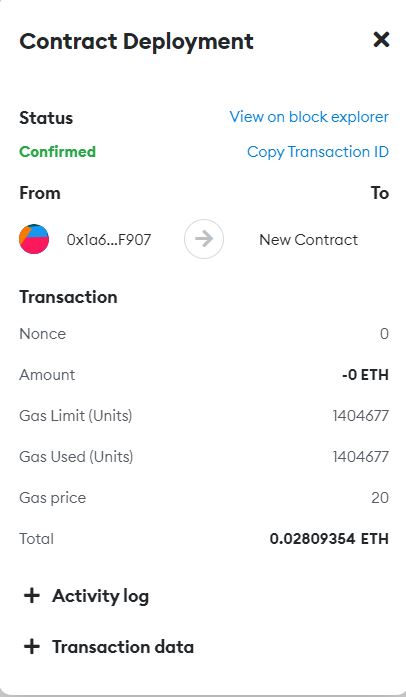 Contract Deployment
Status View on block explorer
Confirmed Copy Transaction ID
From To
0x1a6...F907 New Contract
Transaction
Nonce 0
Amount -0 ETH
Gas Limit (Units) 1404677
Gas Used (Units) 1404677
Gas price 20
Total 0.02809354 ETH
Activity log
Transaction data